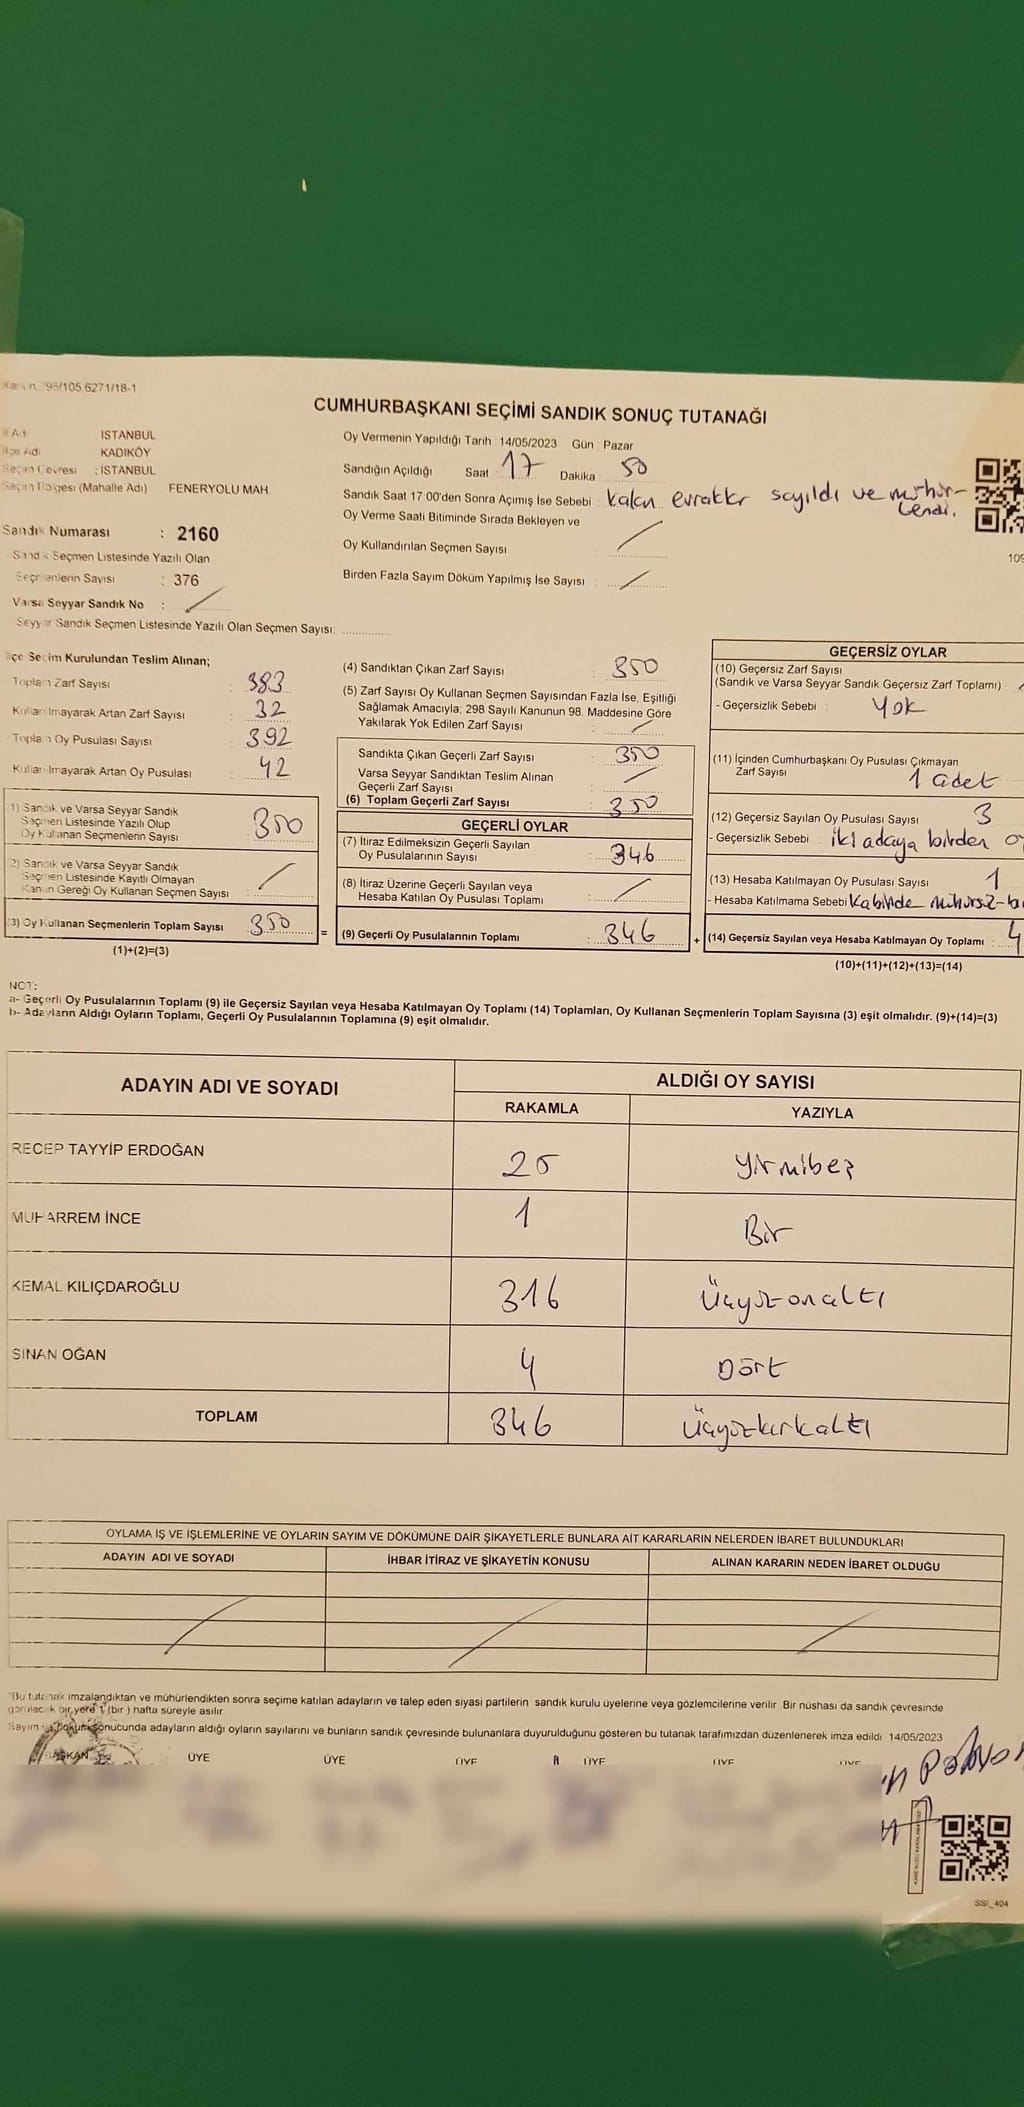 98/105.6271/18-1
CUMHURBAŞKANI SEÇİMİ SANDIK SONUÇ TUTANAĞI
İl Adı : İSTANBUL
İlçe Adı KADIKÖY
Seçim Çevresi : İSTANBUL
Seçim Bölgesi (Mahalle Adı) FENERYOLU MAH.
Oy Vermenin Yapıldığı Tarih : 14/05/2023 Gün : Pazar
Sandığın Açıldığı Saat 17 Dakika 50
Sandık Saat 17:00'den Sonra Açımış İse Sebebi : Kalan evraklar sayıldı ve mühür-
lendi.
Oy Verme Saati Bitiminde Sırada Bekleyen ve
Oy Kullandırılan Seçmen Sayısı :
Birden Fazla Sayım Döküm Yapılmış İse Sayısı :
Sandık Numarası : 2160
Sandık Seçmen Listesinde Yazılı Olan
Seçmenlerin Sayısı : 376
Varsa Seyyar Sandık No :
Seyyar Sandık Seçmen Listesinde Yazılı Olan Seçmen Sayısı:
109
İlçe Seçim Kurulundan Teslim Alınan;
Toplam Zarf Sayısı : 383
Kullanılmayarak Artan Zarf Sayısı : 32
Toplam Oy Pusulası Sayısı : 392
Kullanılmayarak Artan Oy Pusulası : 42
1) Sandık ve Varsa Seyyar Sandık
Seçmen Listesinde Yazılı Olup
Oy Kullanan Seçmenlerin Sayısı : 350
2) Sandık ve Varsa Seyyar Sandık
Seçmen Listesinde Kayıtlı Olmayan
Kanun Gereği Oy Kullanan Seçmen Sayısı :
(3) Oy Kullanan Seçmenlerin Toplam Sayısı : 350
(1)+(2)=(3)
(4) Sandıktan Çıkan Zarf Sayısı : 350
(5) Zarf Sayısı Oy Kullanan Seçmen Sayısından Fazla İse, Eşitliği
Sağlamak Amacıyla; 298 Sayılı Kanunun 98. Maddesine Göre
Yakılarak Yok Edilen Zarf Sayısı :
Sandıkta Çıkan Geçerli Zarf Sayısı : 350
Varsa Seyyar Sandıktan Teslim Alınan
Geçerli Zarf Sayısı :
(6) Toplam Geçerli Zarf Sayısı : 350
GEÇERLİ OYLAR
(7) İtiraz Edilmeksizin Geçerli Sayılan
Oy Pusulalarının Sayısı : 346
(8) İtiraz Üzerine Geçerli Sayılan veya
Hesaba Katılan Oy Pusulası Toplamı :
= (9) Geçerli Oy Pusulalarının Toplamı : 346
GEÇERSİZ OYLAR
(10) Geçersiz Zarf Sayısı
(Sandık ve Varsa Seyyar Sandık Geçersiz Zarf Toplamı) :
- Geçersizlik Sebebi : Yok
(11) İçinden Cumhurbaşkanı Oy Pusulası Çıkmayan
Zarf Sayısı 1 adet
(12) Geçersiz Sayılan Oy Pusulası Sayısı 3
- Geçersizlik Sebebi : iki adaya birden
(13) Hesaba Katılmayan Oy Pusulası Sayısı 1
- Hesaba Katılmama Sebebi Kabinde mühürsüz
+ (14) Geçersiz Sayılan veya Hesaba Katılmayan Oy Toplamı : 4
(10)+(11)+(12)+(13)=(14)
NOT:
a- Geçerli Oy Pusulalarının Toplamı (9) ile Geçersiz Sayılan veya Hesaba Katılmayan Oy Toplamı (14) Toplamları, Oy Kullanan Seçmenlerin Toplam Sayısına (3) eşit olmalıdır. (9)+(14)=(3)
b- Adayların Aldığı Oyların Toplamı, Geçerli Oy Pusulalarının Toplamına (9) eşit olmalıdır.
ADAYIN ADI VE SOYADI ALDIĞI OY SAYISI
RAKAMLA YAZIYLA
RECEP TAYYİP ERDOĞAN 25 Yirmibeş
MUHARREM İNCE 1 Bir
KEMAL KILIÇDAROĞLU 316 Üçyüzonaltı
SİNAN OĞAN 4 Dört
TOPLAM 346 Üçyüzkırkaltı
OYLAMA İŞ VE İŞLEMLERİNE VE OYLARIN SAYIM VE DÖKÜMÜNE DAİR ŞİKAYETLERLE BUNLARA AİT KARARLARIN NELERDEN İBARET BULUNDUKLARI
ADAYIN ADI VE SOYADI İHBAR İTİRAZ VE ŞİKAYETİN KONUSU ALINAN KARARIN NEDEN İBARET OLDUĞU
"Bu tutanak imzalandıktan ve mühürlendikten sonra seçime katılan adayların ve talep eden siyasi partilerin sandık kurulu üyelerine veya gözlemcilerine verilir. Bir nüshası da sandık çevresinde
görülecek bir yere 1 (bir) hafta süreyle asılır.
Sayım ve döküm sonucunda adayların aldığı oyların sayılarını ve bunların sandık çevresinde bulunanlara duyurulduğunu gösteren bu tutanak tarafımızdan düzenlenerek imza edildi. 14/05/2023
BAŞKAN ÜYE ÜYE ÜYE ÜYE ÜYE ÜYE
SSI_404